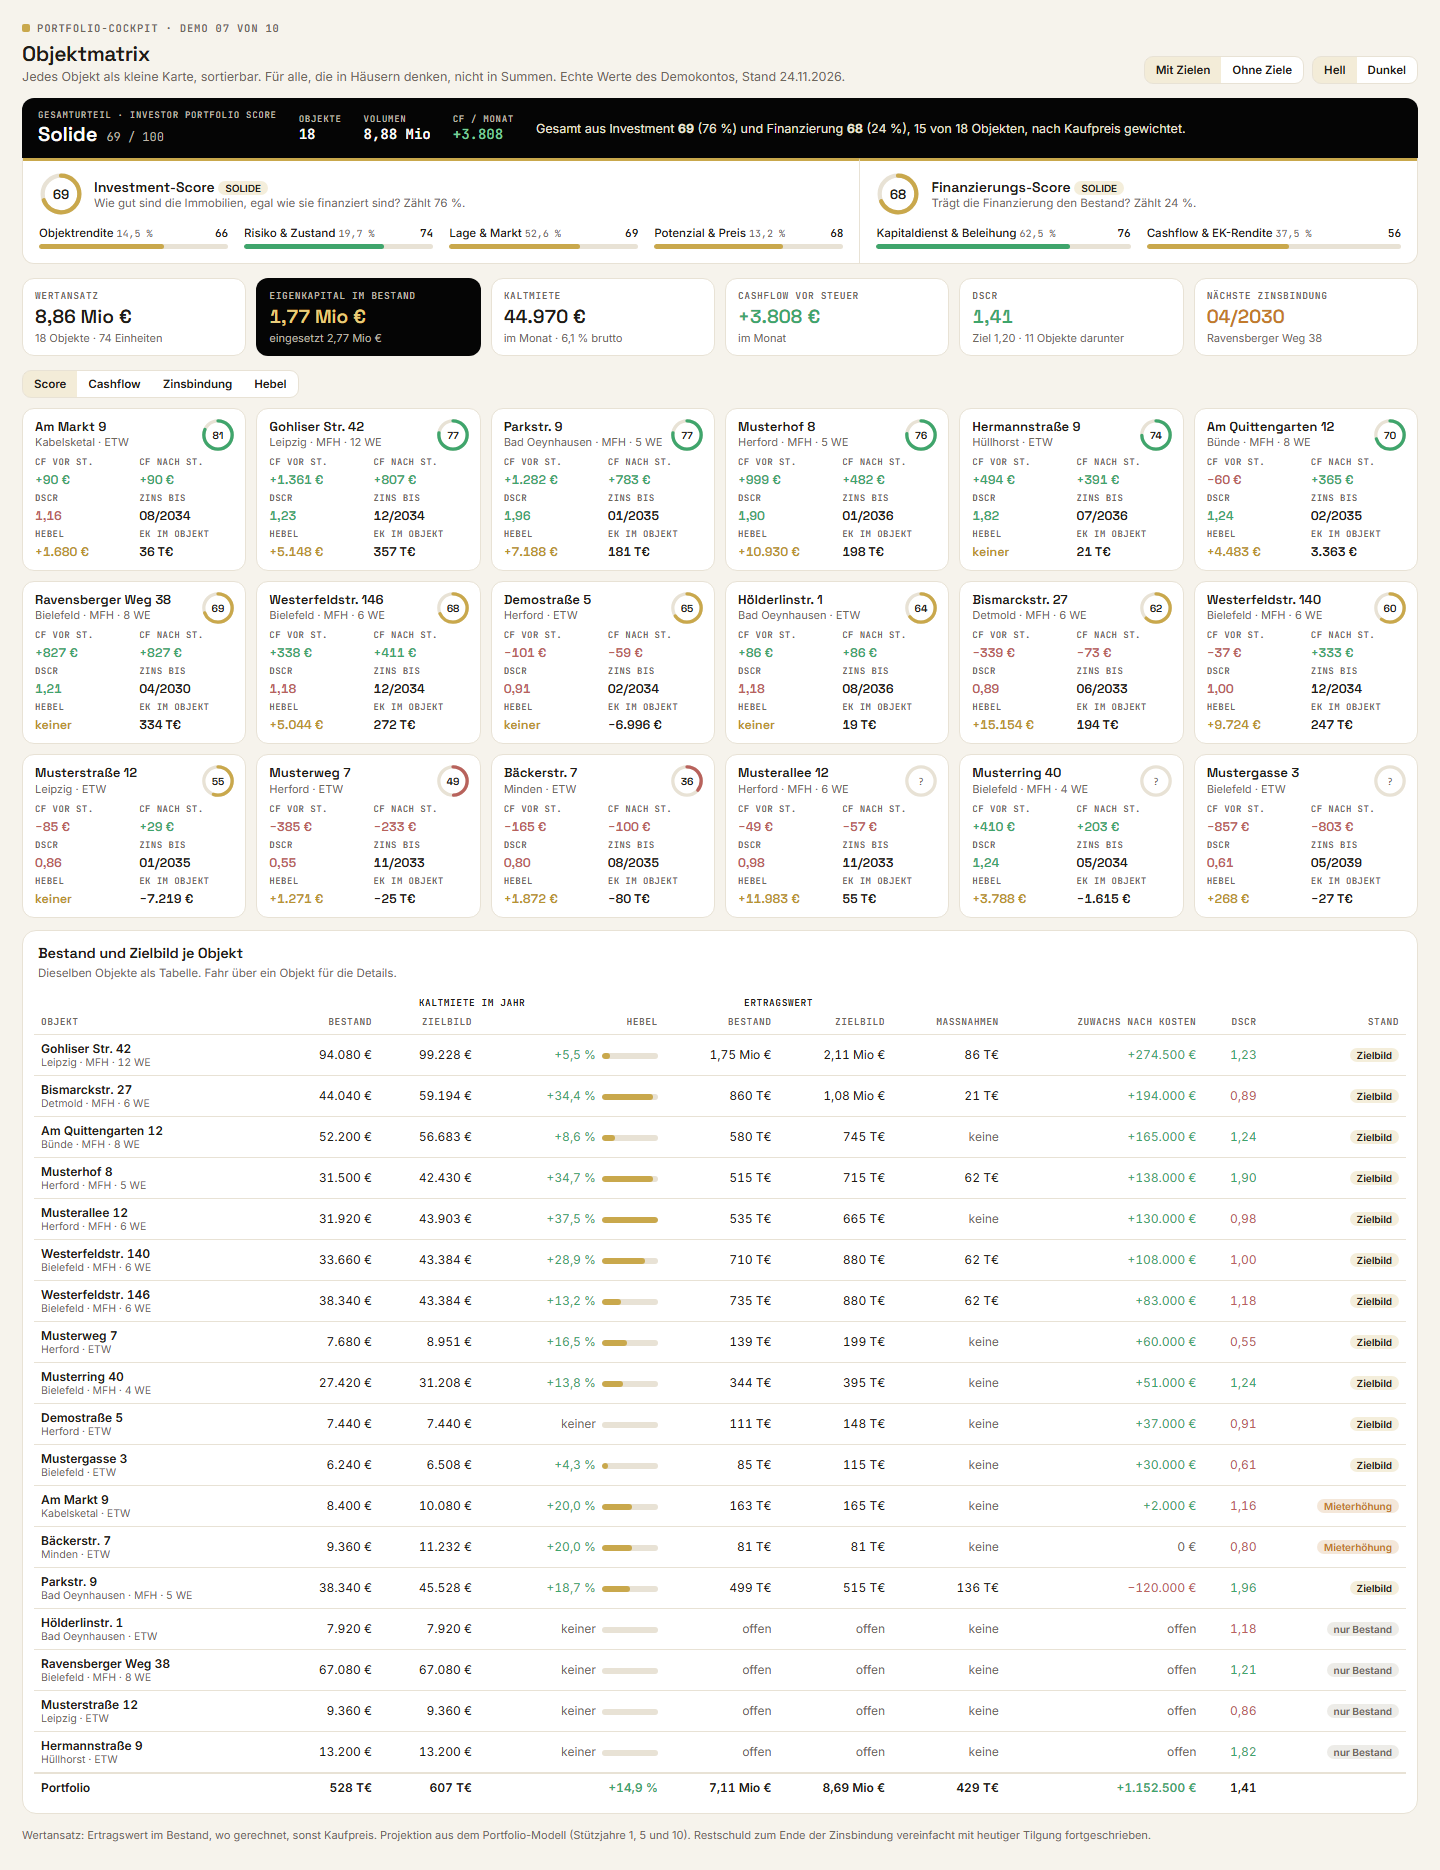 PORTFOLIO-COCKPIT · DEMO 07 VON 10
Objektmatrix
Jedes Objekt als kleine Karte, sortierbar. Für alle, die in Häusern denken, nicht in Summen. Echte Werte des Demokontos, Stand 24.11.2026.
Mit Zielen Ohne Ziele Hell Dunkel
GESAMTURTEIL · INVESTOR PORTFOLIO SCORE OBJEKTE VOLUMEN CF / MONAT
Solide 69 / 100 18 8,88 Mio +3.808 Gesamt aus Investment 69 (76 %) und Finanzierung 68 (24 %), 15 von 18 Objekten, nach Kaufpreis gewichtet.
69 Investment-Score SOLIDE
Wie gut sind die Immobilien, egal wie sie finanziert sind? Zählt 76 %.
Objektrendite 14,5 % 66 Risiko & Zustand 19,7 % 74 Lage & Markt 52,6 % 69 Potenzial & Preis 13,2 % 68
68 Finanzierungs-Score SOLIDE
Trägt die Finanzierung den Bestand? Zählt 24 %.
Kapitaldienst & Beleihung 62,5 % 76 Cashflow & EK-Rendite 37,5 % 56
WERTANSATZ
8,86 Mio €
18 Objekte · 74 Einheiten
EIGENKAPITAL IM BESTAND
1,77 Mio €
eingesetzt 2,77 Mio €
KALTMIETE
44.970 €
im Monat · 6,1 % brutto
CASHFLOW VOR STEUER
+3.808 €
im Monat
DSCR
1,41
Ziel 1,20 · 11 Objekte darunter
NÄCHSTE ZINSBINDUNG
04/2030
Ravensberger Weg 38
Score Cashflow Zinsbindung Hebel
Am Markt 9 81
Kabelsketal · ETW
CF VOR ST. CF NACH ST.
+90 € +90 €
DSCR ZINS BIS
1,16 08/2034
HEBEL EK IM OBJEKT
+1.680 € 36 T€
Gohliser Str. 42 77
Leipzig · MFH · 12 WE
CF VOR ST. CF NACH ST.
+1.361 € +807 €
DSCR ZINS BIS
1,23 12/2034
HEBEL EK IM OBJEKT
+5.148 € 357 T€
Parkstr. 9 77
Bad Oeynhausen · MFH · 5 WE
CF VOR ST. CF NACH ST.
+1.282 € +783 €
DSCR ZINS BIS
1,96 01/2035
HEBEL EK IM OBJEKT
+7.188 € 181 T€
Musterhof 8 76
Herford · MFH · 5 WE
CF VOR ST. CF NACH ST.
+999 € +482 €
DSCR ZINS BIS
1,90 01/2036
HEBEL EK IM OBJEKT
+10.930 € 198 T€
Hermannstraße 9 74
Hüllhorst · ETW
CF VOR ST. CF NACH ST.
+494 € +391 €
DSCR ZINS BIS
1,82 07/2036
HEBEL EK IM OBJEKT
keiner 21 T€
Am Quittengarten 12 70
Bünde · MFH · 8 WE
CF VOR ST. CF NACH ST.
−60 € +365 €
DSCR ZINS BIS
1,24 02/2035
HEBEL EK IM OBJEKT
+4.483 € 3.363 €
Ravensberger Weg 38 69
Bielefeld · MFH · 8 WE
CF VOR ST. CF NACH ST.
+827 € +827 €
DSCR ZINS BIS
1,21 04/2030
HEBEL EK IM OBJEKT
keiner 334 T€
Westerfeldstr. 146 68
Bielefeld · MFH · 6 WE
CF VOR ST. CF NACH ST.
+338 € +411 €
DSCR ZINS BIS
1,18 12/2034
HEBEL EK IM OBJEKT
+5.044 € 272 T€
Demostraße 5 65
Herford · ETW
CF VOR ST. CF NACH ST.
−101 € −59 €
DSCR ZINS BIS
0,91 02/2034
HEBEL EK IM OBJEKT
keiner −6.996 €
Hölderlinstr. 1 64
Bad Oeynhausen · ETW
CF VOR ST. CF NACH ST.
+86 € +86 €
DSCR ZINS BIS
1,18 08/2036
HEBEL EK IM OBJEKT
keiner 19 T€
Bismarckstr. 27 62
Detmold · MFH · 6 WE
CF VOR ST. CF NACH ST.
−339 € −73 €
DSCR ZINS BIS
0,89 06/2033
HEBEL EK IM OBJEKT
+15.154 € 194 T€
Westerfeldstr. 140 60
Bielefeld · MFH · 6 WE
CF VOR ST. CF NACH ST.
−37 € +333 €
DSCR ZINS BIS
1,00 12/2034
HEBEL EK IM OBJEKT
+9.724 € 247 T€
Musterstraße 12 55
Leipzig · ETW
CF VOR ST. CF NACH ST.
−85 € +29 €
DSCR ZINS BIS
0,86 01/2035
HEBEL EK IM OBJEKT
keiner −7.219 €
Musterweg 7 49
Herford · ETW
CF VOR ST. CF NACH ST.
−385 € −233 €
DSCR ZINS BIS
0,55 11/2033
HEBEL EK IM OBJEKT
+1.271 € −25 T€
Bäckerstr. 7 36
Minden · ETW
CF VOR ST. CF NACH ST.
−165 € −100 €
DSCR ZINS BIS
0,80 08/2035
HEBEL EK IM OBJEKT
+1.872 € −80 T€
Musterallee 12 ?
Herford · MFH · 6 WE
CF VOR ST. CF NACH ST.
−49 € −57 €
DSCR ZINS BIS
0,98 11/2033
HEBEL EK IM OBJEKT
+11.983 € 55 T€
Musterring 40 ?
Bielefeld · MFH · 4 WE
CF VOR ST. CF NACH ST.
+410 € +203 €
DSCR ZINS BIS
1,24 05/2034
HEBEL EK IM OBJEKT
+3.788 € −1.615 €
Mustergasse 3 ?
Bielefeld · ETW
CF VOR ST. CF NACH ST.
−857 € −803 €
DSCR ZINS BIS
0,61 05/2039
HEBEL EK IM OBJEKT
+268 € −27 T€
Bestand und Zielbild je Objekt
Dieselben Objekte als Tabelle. Fahr über ein Objekt für die Details.
KALTMIETE IM JAHR ERTRAGSWERT
OBJEKT BESTAND ZIELBILD HEBEL BESTAND ZIELBILD MASSNAHMEN ZUWACHS NACH KOSTEN DSCR STAND
Gohliser Str. 42 94.080 € 99.228 € +5,5 % 1,75 Mio € 2,11 Mio € 86 T€ +274.500 € 1,23 Zielbild
Leipzig · MFH · 12 WE
Bismarckstr. 27 44.040 € 59.194 € +34,4 % 860 T€ 1,08 Mio € 21 T€ +194.000 € 0,89 Zielbild
Detmold · MFH · 6 WE
Am Quittengarten 12 52.200 € 56.683 € +8,6 % 580 T€ 745 T€ keine +165.000 € 1,24 Zielbild
Bünde · MFH · 8 WE
Musterhof 8 31.500 € 42.430 € +34,7 % 515 T€ 715 T€ 62 T€ +138.000 € 1,90 Zielbild
Herford · MFH · 5 WE
Musterallee 12 31.920 € 43.903 € +37,5 % 535 T€ 665 T€ keine +130.000 € 0,98 Zielbild
Herford · MFH · 6 WE
Westerfeldstr. 140 33.660 € 43.384 € +28,9 % 710 T€ 880 T€ 62 T€ +108.000 € 1,00 Zielbild
Bielefeld · MFH · 6 WE
Westerfeldstr. 146 38.340 € 43.384 € +13,2 % 735 T€ 880 T€ 62 T€ +83.000 € 1,18 Zielbild
Bielefeld · MFH · 6 WE
Musterweg 7 7.680 € 8.951 € +16,5 % 139 T€ 199 T€ keine +60.000 € 0,55 Zielbild
Herford · ETW
Musterring 40 27.420 € 31.208 € +13,8 % 344 T€ 395 T€ keine +51.000 € 1,24 Zielbild
Bielefeld · MFH · 4 WE
Demostraße 5 7.440 € 7.440 € keiner 111 T€ 148 T€ keine +37.000 € 0,91 Zielbild
Herford · ETW
Mustergasse 3 6.240 € 6.508 € +4,3 % 85 T€ 115 T€ keine +30.000 € 0,61 Zielbild
Bielefeld · ETW
Am Markt 9 8.400 € 10.080 € +20,0 % 163 T€ 165 T€ keine +2.000 € 1,16 Mieterhöhung
Kabelsketal · ETW
Bäckerstr. 7 9.360 € 11.232 € +20,0 % 81 T€ 81 T€ keine 0 € 0,80 Mieterhöhung
Minden · ETW
Parkstr. 9 38.340 € 45.528 € +18,7 % 499 T€ 515 T€ 136 T€ −120.000 € 1,96 Zielbild
Bad Oeynhausen · MFH · 5 WE
Hölderlinstr. 1 7.920 € 7.920 € keiner offen offen keine offen 1,18 nur Bestand
Bad Oeynhausen · ETW
Ravensberger Weg 38 67.080 € 67.080 € keiner offen offen keine offen 1,21 nur Bestand
Bielefeld · MFH · 8 WE
Musterstraße 12 9.360 € 9.360 € keiner offen offen keine offen 0,86 nur Bestand
Leipzig · ETW
Hermannstraße 9 13.200 € 13.200 € keiner offen offen keine offen 1,82 nur Bestand
Hüllhorst · ETW
Portfolio 528 T€ 607 T€ +14,9 % 7,11 Mio € 8,69 Mio € 429 T€ +1.152.500 € 1,41
Wertansatz: Ertragswert im Bestand, wo gerechnet, sonst Kaufpreis. Projektion aus dem Portfolio-Modell (Stützjahre 1, 5 und 10). Restschuld zum Ende der Zinsbindung vereinfacht mit heutiger Tilgung fortgeschrieben.